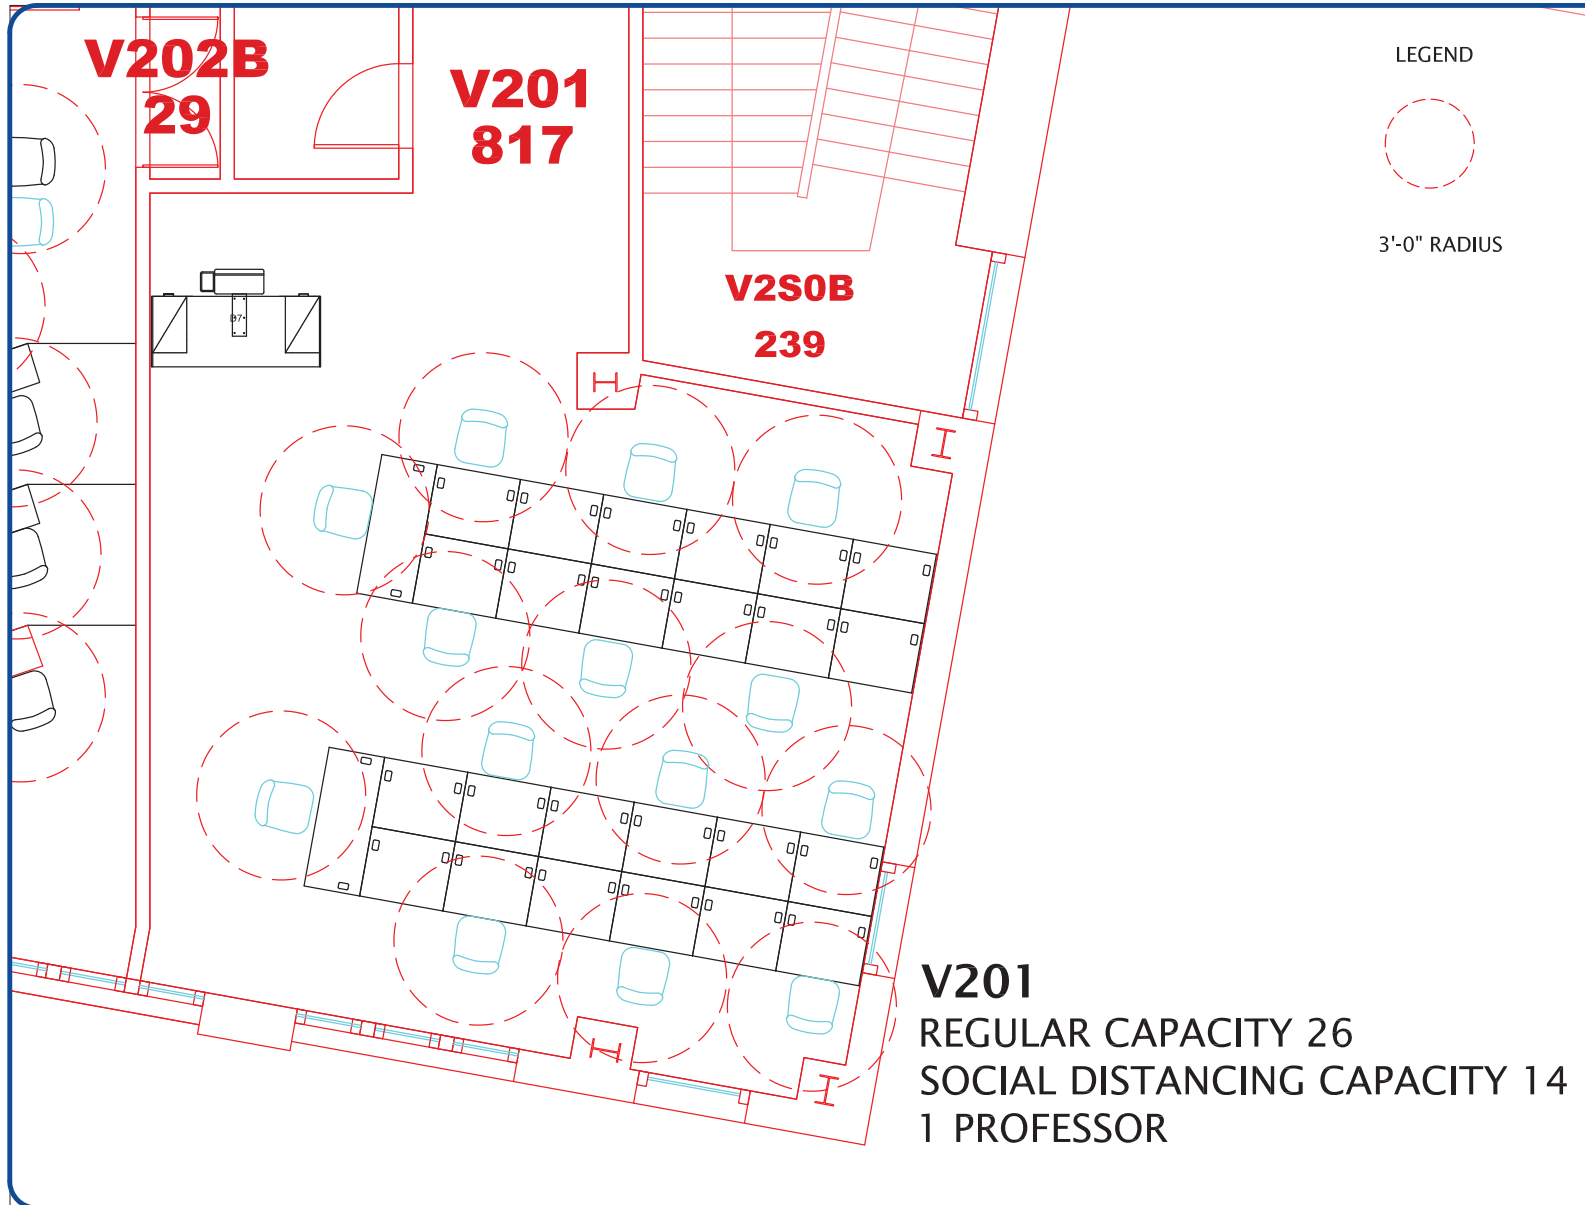 V202B
29
V201
817
LEGEND
3'-0" RADIUS
V2S0B
239
V201
REGULAR CAPACITY 26
SOCIAL DISTANCING CAPACITY 14
1 PROFESSOR